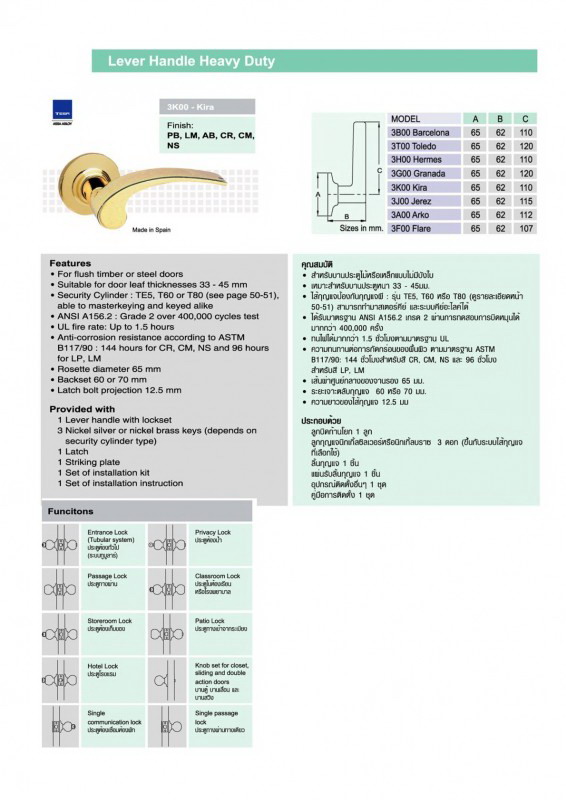 Lever Handle Heavy Duty
TESA
ASSA ABLOY
3K00 - Kira
Finish:
PB, LM, AB, CR, CM,
NS
Made in Spain
A
B
C
Sizes in mm.
MODEL A B C
3B00 Barcelona 65 62 110
3T00 Toledo 65 62 120
3H00 Hermes 65 62 110
3G00 Granada 65 62 120
3K00 Kira 65 62 110
3J00 Jerez 65 62 115
3A00 Arko 65 62 112
3F00 Flare 65 62 107
Features
• For flush timber or steel doors
• Suitable for door leaf thicknesses 33 - 45 mm
• Security Cylinder : TE5, T60 or T80 (see page 50-51),
able to masterkeying and keyed alike
• ANSI A156.2 : Grade 2 over 400,000 cycles test
• UL fire rate: Up to 1.5 hours
• Anti-corrosion resistance according to ASTM
B117/90 : 144 hours for CR, CM, NS and 96 hours
for LP, LM
• Rosette diameter 65 mm
• Backset 60 or 70 mm
• Latch bolt projection 12.5 mm
Provided with
1 Lever handle with lockset
3 Nickel silver or nickel brass keys (depends on
security cylinder type)
1 Latch
1 Striking plate
1 Set of installation kit
1 Set of installation instruction
คุณสมบัติ
• สำหรับบานประตูไม้หรือเหล็กแบบไม่มีบังใบ
• เหมาะสำหรับบานประตูหนา 33 - 45มม.
• ไส้กุญแจป้องกันกุญแจผี : รุ่น TE5, T60 หรือ T80 (ดูรายละเอียดหน้า
50-51) สามารถทำมาสเตอร์คีย์ และระบบคีย์อะไลค์ได้
• ได้รับมาตรฐาน ANSI A156.2 เกรด 2 ผ่านการทดสอบการปิดหมุนได้
มากกว่า 400,000 ครั้ง
• ทนไฟได้มากกว่า 1.5 ชั่วโมงตามมาตรฐาน UL
• ความทนทานต่อการกัดกร่อนของพื้นผิว ตามมาตรฐาน ASTM
B117/90: 144 ชั่วโมงสำหรับสี CR, CM, NS และ 96 ชั่วโมง
สำหรับสี LP, LM
• เส้นผ่าศูนย์กลางของจานรอง 65 มม.
• ระยะเจาะตลับกุญแจ 60 หรือ 70 มม.
• ความยาวของไส้กุญแจ 12.5 มม
ประกอบด้วย
ลูกบิดก้านโยก 1 ลูก
ลูกกุญแจนิกเกิ้ลซิลเวอร์หรือนิกเกิ้ลบราซ 3 ดอก (ขึ้นกับระบบไส้กุญแจ
ที่เลือกใช้)
ลิ้นกุญแจ 1 ชิ้น
แผ่นรับลิ้นกุญแจ 1 ชิ้น
อุปกรณ์ติดตั้งอื่นๆ 1 ชุด
คู่มือการติดตั้ง 1 ชุด
Funcitons
Entrance Lock
(Tubular system)
ประตูห้องทั่วไป
(ระบบทูบูลาร์)
Privacy Lock
ประตูห้องน้ำ
Passage Lock
ประตูทางผ่าน
Classroom Lock
ประตูในห้องเรียน
หรือโรงพยาบาล
Storeroom Lock
ประตูห้องเก็บของ
Patio Lock
ประตูทางเข้าจากระเบียง
Hotel Lock
ประตูโรงแรม
Knob set for closet,
sliding and double
action doors
บานตู้ บานเลื่อน และ
บานสวิง
Single
communication lock
ประตูห้องเชื่อมห้องพัก
Single passage
lock
ประตูทางผ่านทางเดียว